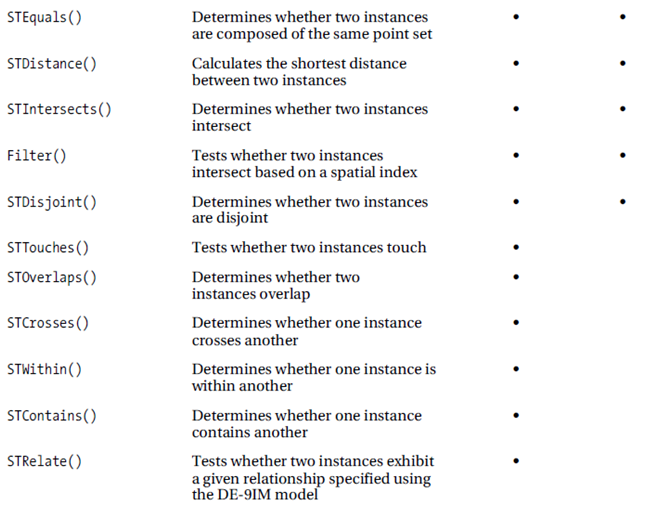 STEquals() Determines whether two instances • •
are composed of the same point set
STDistance() Calculates the shortest distance • •
between two instances
STIntersects() Determines whether two instances • •
intersect
Filter() Tests whether two instances • •
intersect based on a spatial index
STDisjoint() Determines whether two instances • •
are disjoint
STTouches() Tests whether two instances touch •
STOverlaps() Determines whether two •
instances overlap
STCrosses() Determines whether one instance •
crosses another
STWithin() Determines whether one instance is •
within another
STContains() Determines whether one instance •
contains another
STRelate() Tests whether two instances exhibit •
a given relationship specified using
the DE-9IM model